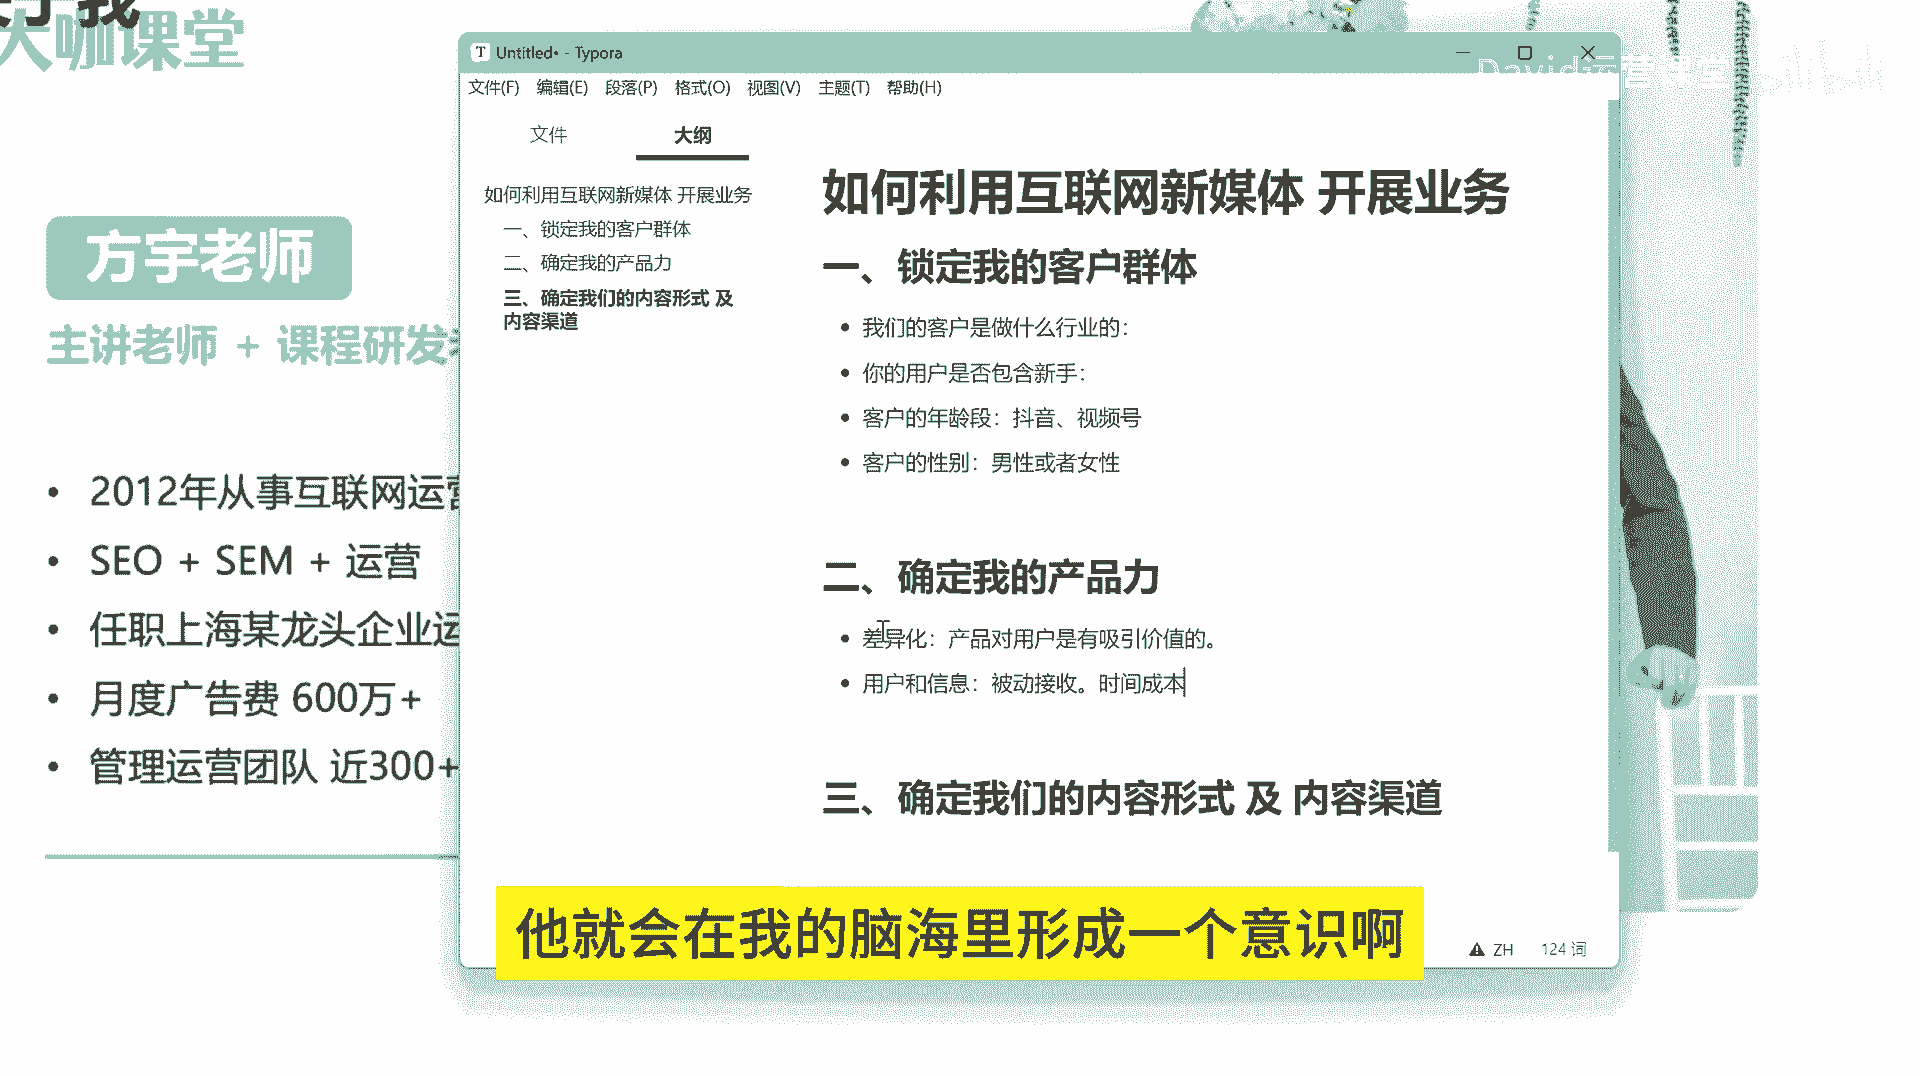 大咖课堂
方宇老师
主讲老师 + 课程研发
2012年从事互联网运营
SEO + SEM + 运营
任职上海某龙头企业运
月度广告费 600万+
管理运营团队 近300+
Untitled• - Typora
文件(F) 编辑(E) 段落(P) 格式(O) 视图(V) 主题(T) 帮助(H)
文件 大纲
如何利用互联网新媒体 开展业务
一、锁定我的客户群体
二、确定我的产品力
三、确定我们的内容形式 及
内容渠道
如何利用互联网新媒体 开展业务
一、锁定我的客户群体
我们的客户是做什么行业的：
你的用户是否包含新手：
客户的年龄段：抖音、视频号
客户的性别：男性或者女性
二、确定我的产品力
差异化：产品对用户是有吸引价值的。
用户和信息：被动接收。时间成本
三、确定我们的内容形式 及 内容渠道
ZH 124 词
David运营课堂
他就会在我的脑海里形成一个意识啊